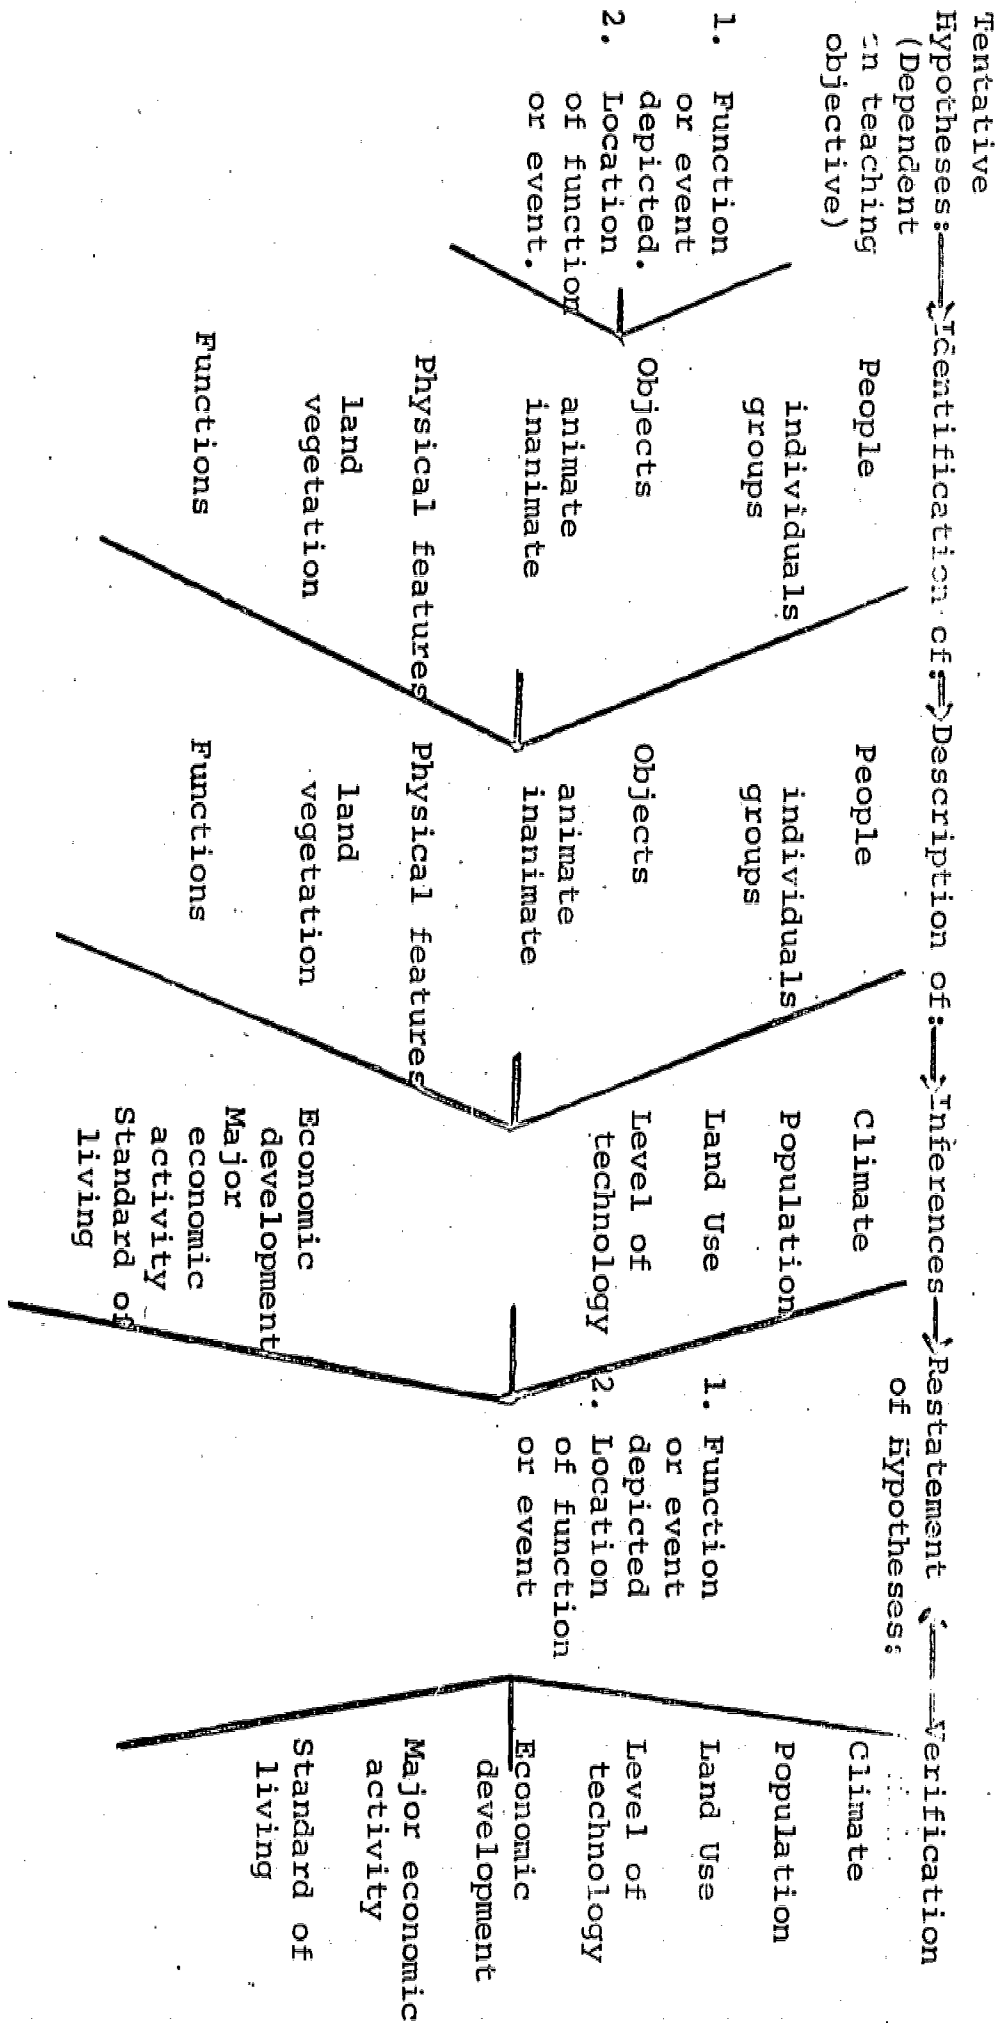 Tentative
Hypotheses:
(Dependent
on teaching
objective)
1. Function
or event
depicted.
2. Location
of function
or event.
Identification of:
People
individuals
groups
Objects
animate
inanimate
Physical features
land
vegetation
Functions
Description of:
People
individuals
groups
Objects
animate
inanimate
Physical features
land
vegetation
Functions
Inferences
Climate
Population
Land Use
Level of
technology
Economic
development
Major
economic
activity
Standard of
living
Restatement
of Hypotheses:
1. Function
or event
depicted
2. Location
of function
or event
Verification
Climate
Population
Land Use
Level of
technology
Economic
development
Major economic
activity
Standard of
living